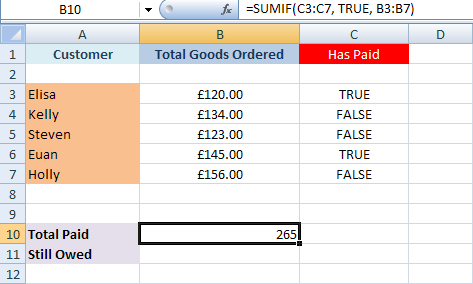 B10 fx =SUMIF(C3:C7, TRUE, B3:B7)
A B C D
1 Customer Total Goods Ordered Has Paid
2
3 Elisa £120.00 TRUE
4 Kelly £134.00 FALSE
5 Steven £123.00 FALSE
6 Euan £145.00 TRUE
7 Holly £156.00 FALSE
8
9
10 Total Paid 265
11 Still Owed
12